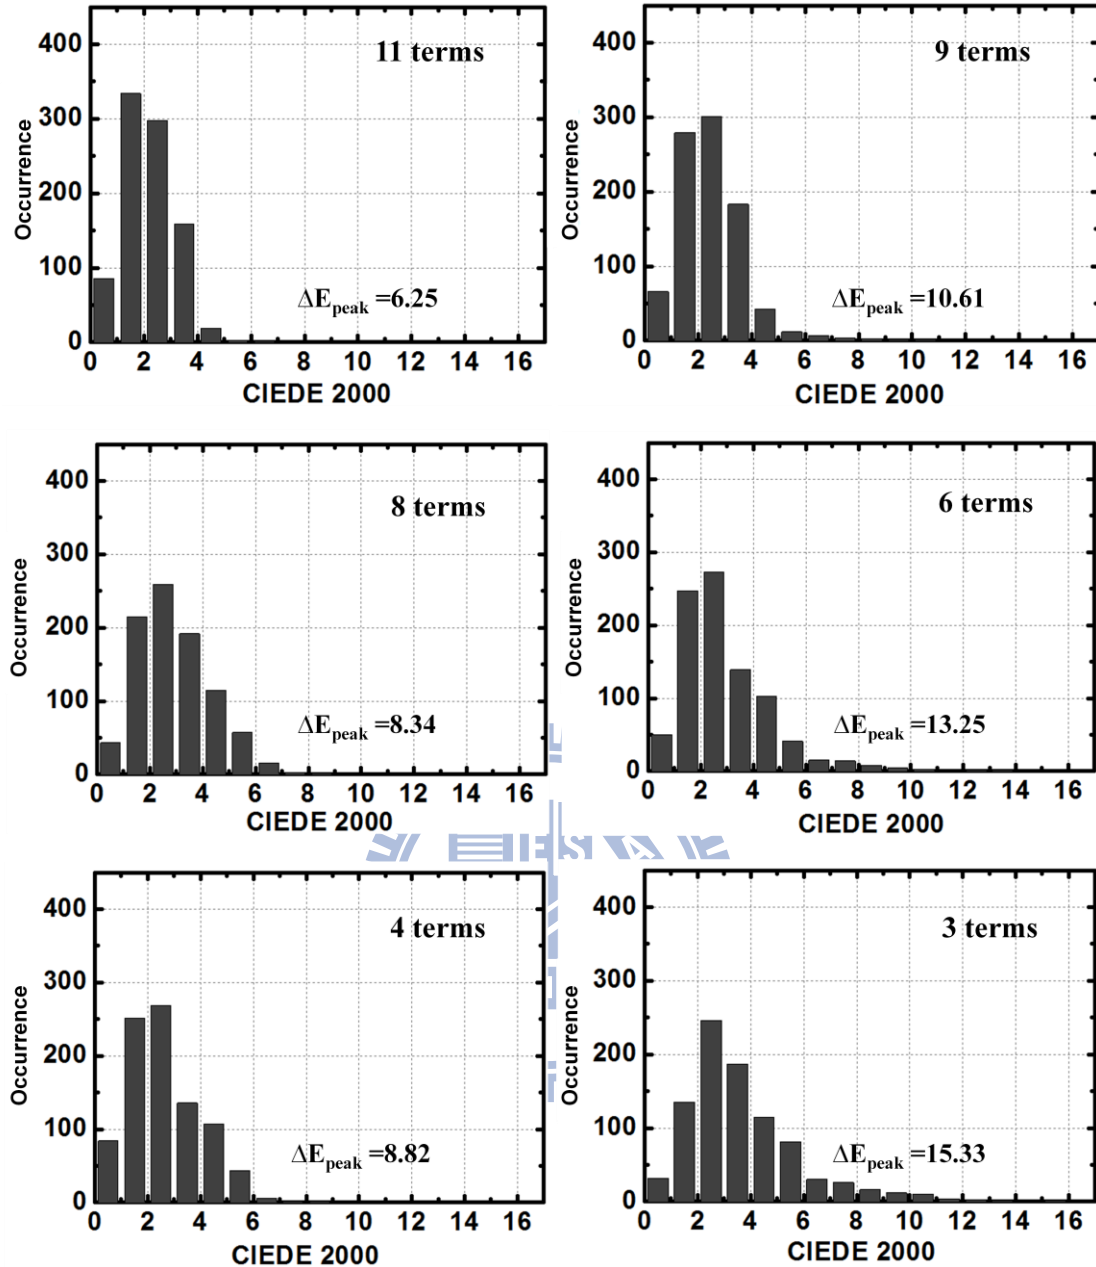 400
300
200
100
0
Occurrence
11 terms
ΔEpeak =6.25
0 2 4 6 8 10 12 14 16
CIEDE 2000
400
300
200
100
0
Occurrence
9 terms
ΔEpeak =10.61
0 2 4 6 8 10 12 14 16
CIEDE 2000
400
300
200
100
0
Occurrence
8 terms
ΔEpeak =8.34
0 2 4 6 8 10 12 14 16
CIEDE 2000
400
300
200
100
0
Occurrence
6 terms
ΔEpeak =13.25
0 2 4 6 8 10 12 14 16
CIEDE 2000
400
300
200
100
0
Occurrence
4 terms
ΔEpeak =8.82
0 2 4 6 8 10 12 14 16
CIEDE 2000
400
300
200
100
0
Occurrence
3 terms
ΔEpeak =15.33
0 2 4 6 8 10 12 14 16
CIEDE 2000